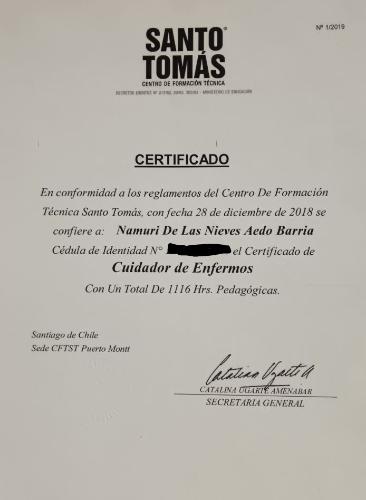 Nº 1/2019
SANTO
TOMÁS
CENTRO DE FORMACIÓN TÉCNICA
CERTIFICADO
En conformidad a los reglamentos del Centro De Formación
Técnica Santo Tomás, con fecha 28 de diciembre de 2018 se
confiere a: Namuri De Las Nieves Aedo Barria
Cédula de Identidad N° el Certificado de
Cuidador de Enfermos
Con Un Total De 1116 Hrs. Pedagógicas.
Santiago de Chile
Sede CFTST Puerto Montt
Catalina Ugarte A
CATALINA UGARTE AMENABAR
SECRETARIA GENERAL